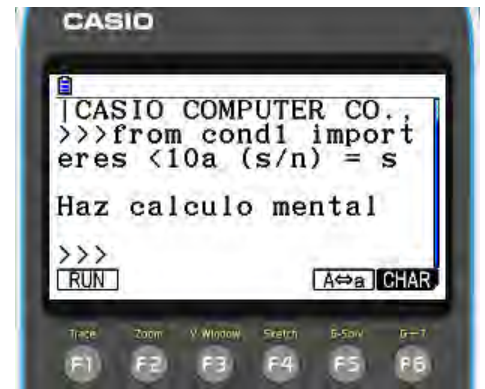 CASIO
|CASIO COMPUTER CO.,
>>>from cond1 import
eres <10a (s/n) = s
Haz calculo mental
>>>
RUN A⇔a CHAR
Trace Zoom V-Window Sketch G-Solv G↔T
F1 F2 F3 F4 F5 F6